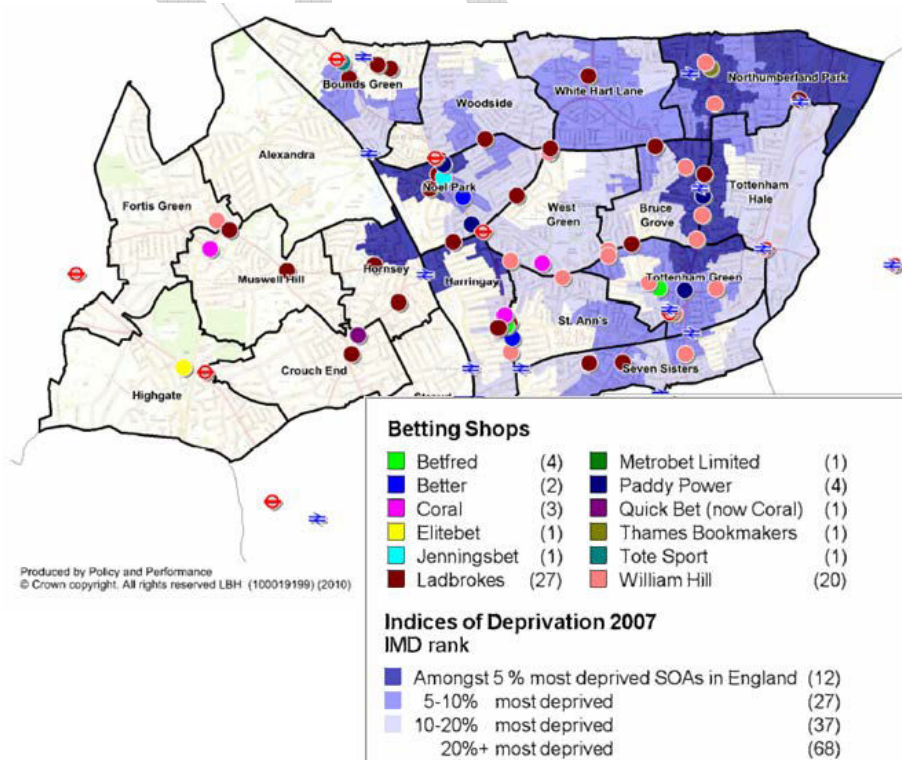 Bounds Green
Woodside
White Hart Lane
Northumberland Park
Alexandra
Noel Park
Fortis Green
West
Green
Bruce
Grove
Tottenham
Hale
Muswell Hill
Hornsey
Harringay
Tottenham Green
St. Ann's
Crouch End
Seven Sisters
Highgate
Betting Shops
Betfred (4)
Better (2)
Coral (3)
Elitebet (1)
Jenningsbet (1)
Ladbrokes (27)
Metrobet Limited (1)
Paddy Power (4)
Quick Bet (now Coral) (1)
Thames Bookmakers (1)
Tote Sport (1)
William Hill (20)
Produced by Policy and Performance
© Crown copyright. All rights reserved LBH (100019199) (2010)
Indices of Deprivation 2007
IMD rank
Amongst 5 % most deprived SOAs in England (12)
5-10% most deprived (27)
10-20% most deprived (37)
20%+ most deprived (68)